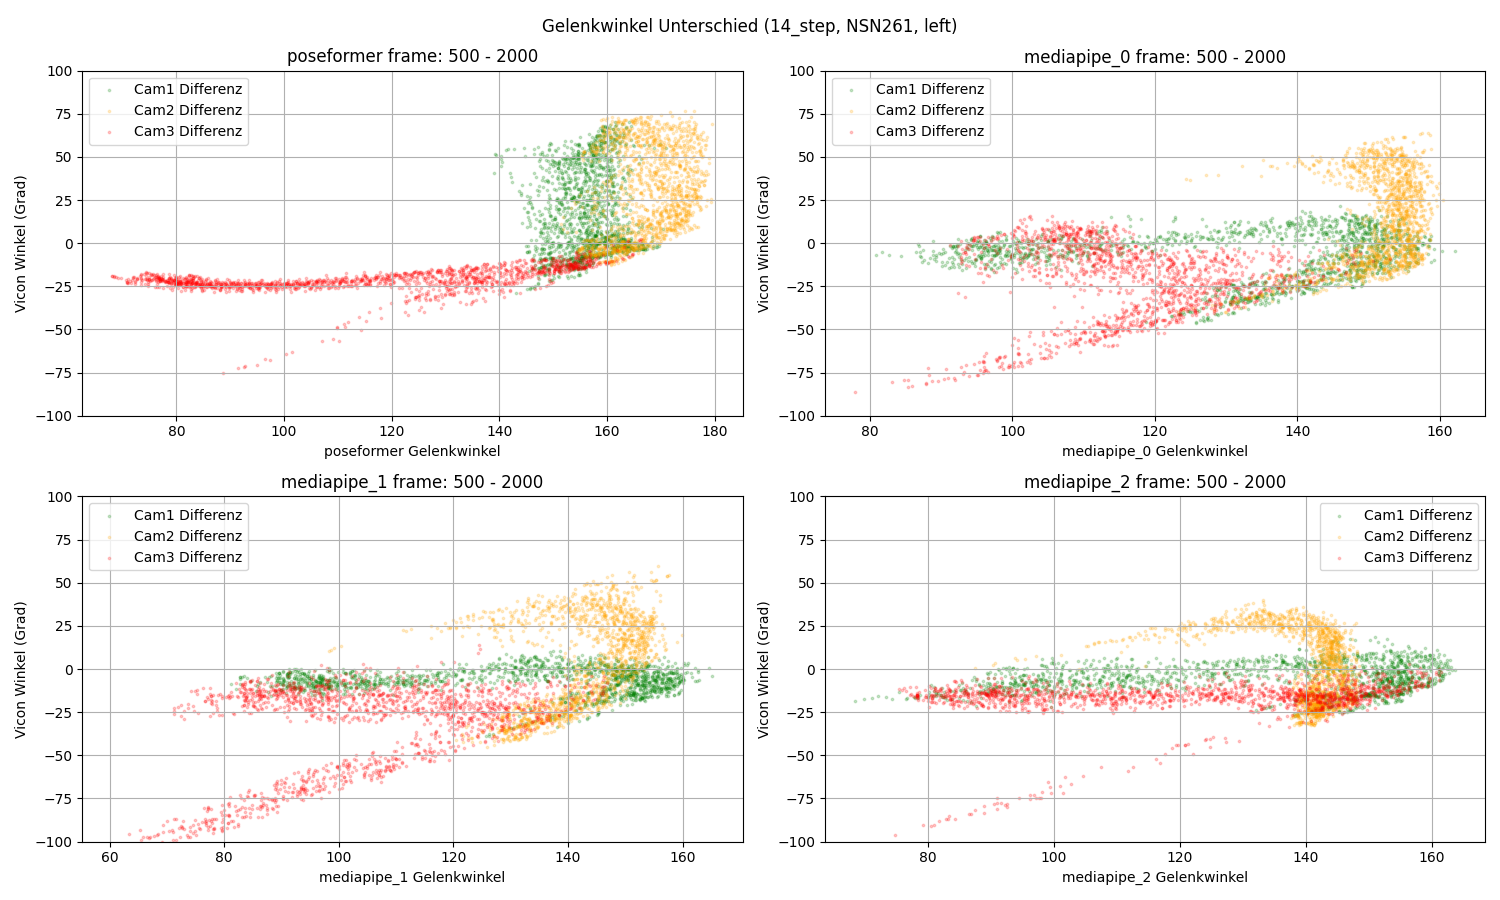 Gelenkwinkel Unterschied (14_step, NSN261, left)
poseformer frame: 500 - 2000
Cam1 Differenz
Cam2 Differenz
Cam3 Differenz
Vicon Winkel (Grad)
100
75
50
25
0
−25
−50
−75
−100
80
100
120
140
160
180
poseformer Gelenkwinkel
mediapipe_0 frame: 500 - 2000
Cam1 Differenz
Cam2 Differenz
Cam3 Differenz
Vicon Winkel (Grad)
100
75
50
25
0
−25
−50
−75
−100
80
100
120
140
160
mediapipe_0 Gelenkwinkel
mediapipe_1 frame: 500 - 2000
Cam1 Differenz
Cam2 Differenz
Cam3 Differenz
Vicon Winkel (Grad)
100
75
50
25
0
−25
−50
−75
−100
60
80
100
120
140
160
mediapipe_1 Gelenkwinkel
mediapipe_2 frame: 500 - 2000
Cam1 Differenz
Cam2 Differenz
Cam3 Differenz
Vicon Winkel (Grad)
100
75
50
25
0
−25
−50
−75
−100
80
100
120
140
160
mediapipe_2 Gelenkwinkel